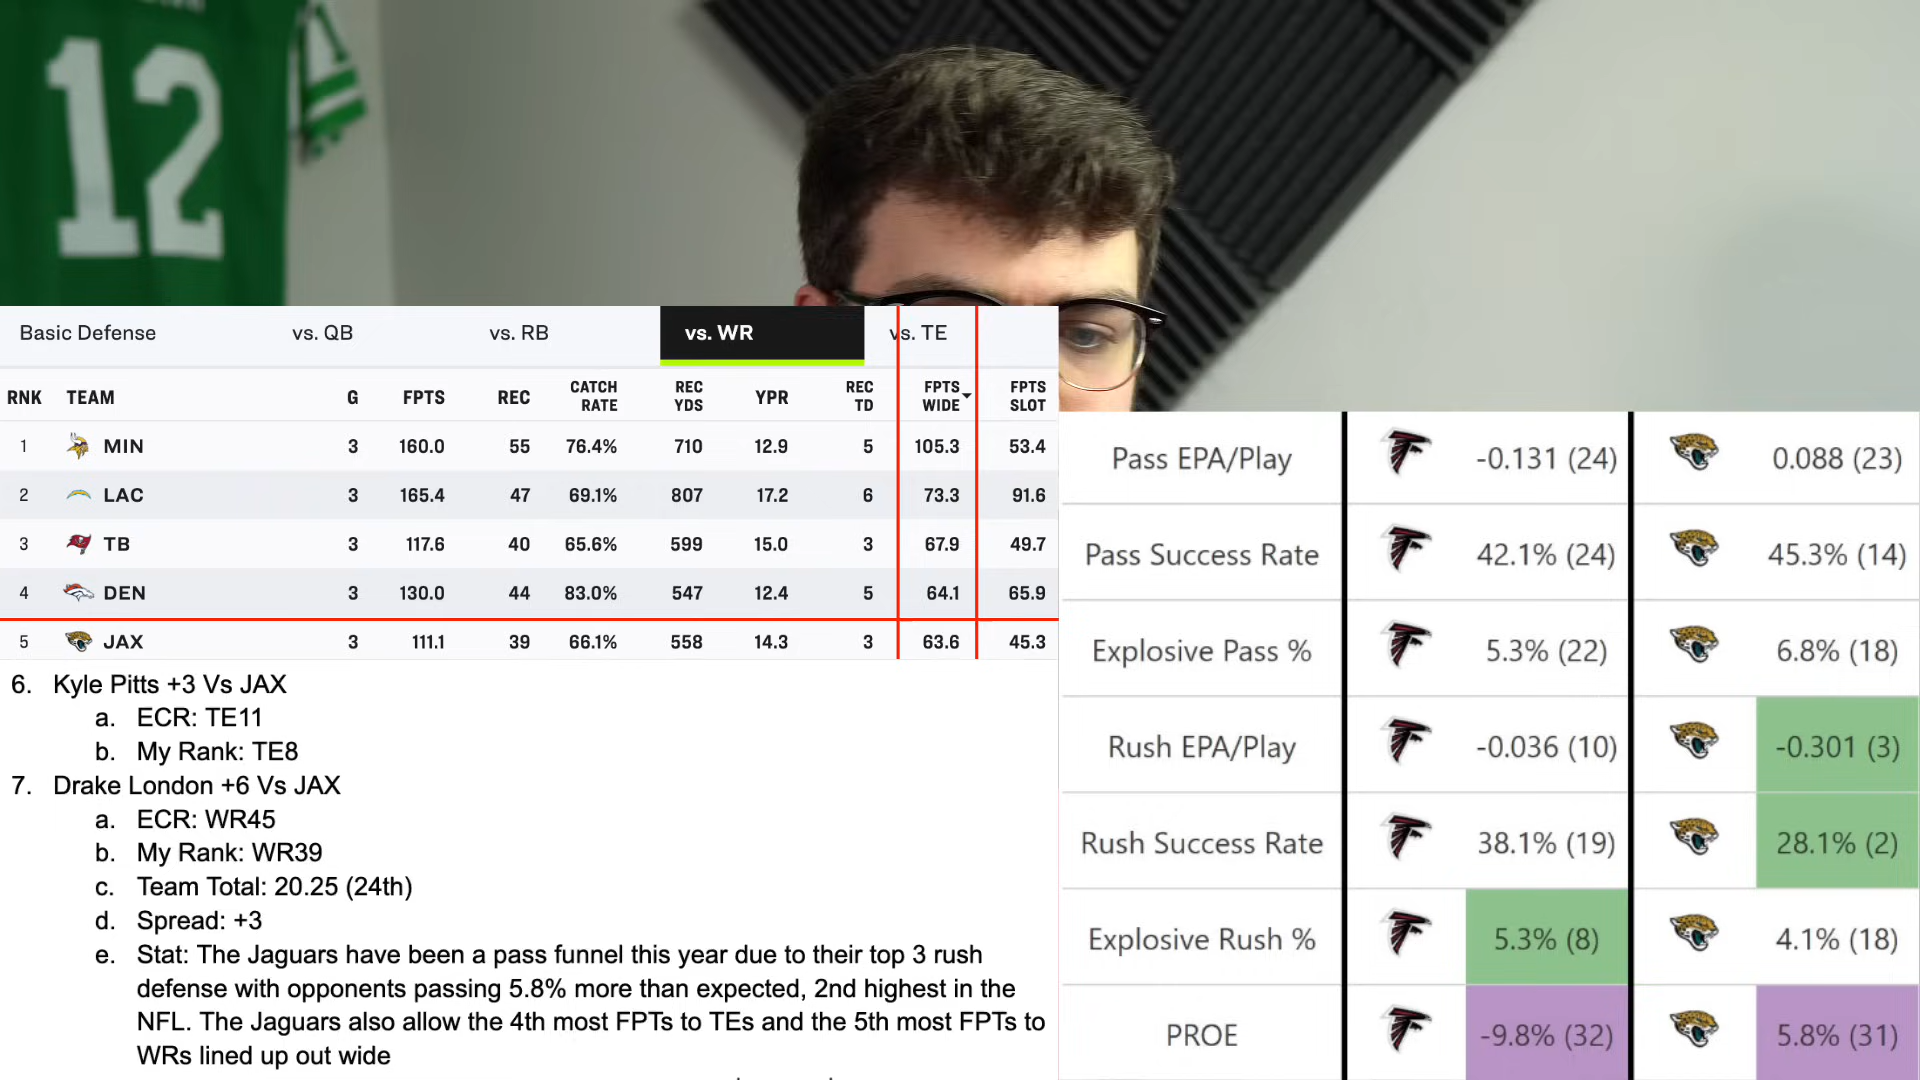 12
Basic Defense vs. QB vs. RB vs. WR vs. TE
RNK TEAM G FPTS REC CATCH RATE REC YDS YPR REC TD FPTS WIDE FPTS SLOT
1 MIN 3 160.0 55 76.4% 710 12.9 5 105.3 53.4
2 LAC 3 165.4 47 69.1% 807 17.2 6 73.3 91.6
3 TB 3 117.6 40 65.6% 599 15.0 3 67.9 49.7
4 DEN 3 130.0 44 83.0% 547 12.4 5 64.1 65.9
5 JAX 3 111.1 39 66.1% 558 14.3 3 63.6 45.3
6. Kyle Pitts +3 Vs JAX
a. ECR: TE11
b. My Rank: TE8
7. Drake London +6 Vs JAX
a. ECR: WR45
b. My Rank: WR39
c. Team Total: 20.25 (24th)
d. Spread: +3
e. Stat: The Jaguars have been a pass funnel this year due to their top 3 rush
defense with opponents passing 5.8% more than expected, 2nd highest in the
NFL. The Jaguars also allow the 4th most FPTs to TEs and the 5th most FPTs to
WRs lined up out wide
Pass EPA/Play -0.131 (24) 0.088 (23)
Pass Success Rate 42.1% (24) 45.3% (14)
Explosive Pass % 5.3% (22) 6.8% (18)
Rush EPA/Play -0.036 (10) -0.301 (3)
Rush Success Rate 38.1% (19) 28.1% (2)
Explosive Rush % 5.3% (8) 4.1% (18)
PROE -9.8% (32) 5.8% (31)